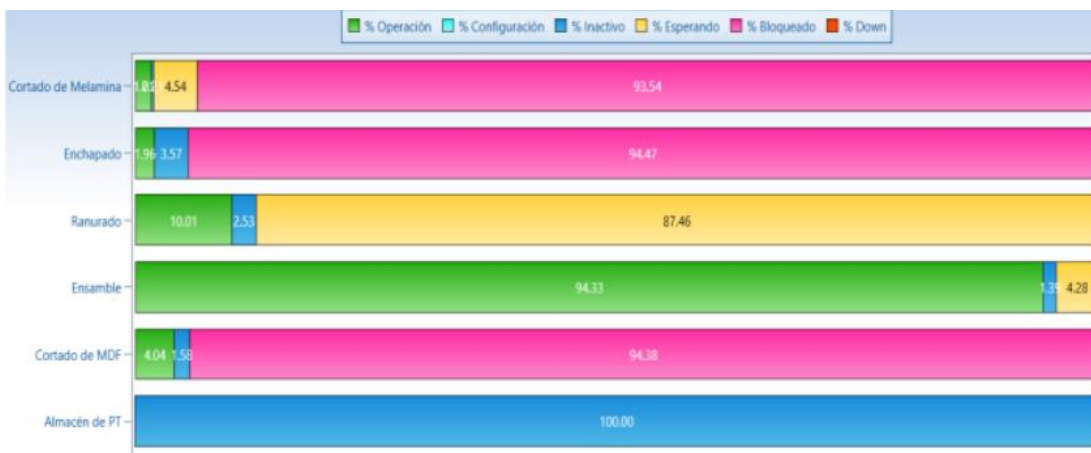 % Operación % Configuración % Inactivo % Esperando % Bloqueado % Down
Cortado de Melamina 4.54 93.54
Enchapado 1.96 3.57 94.47
Ranurado 10.01 2.53 87.46
Ensamble 94.33 1.39 4.28
Cortado de MDF 4.04 1.58 94.38
Almacén de PT 100.00